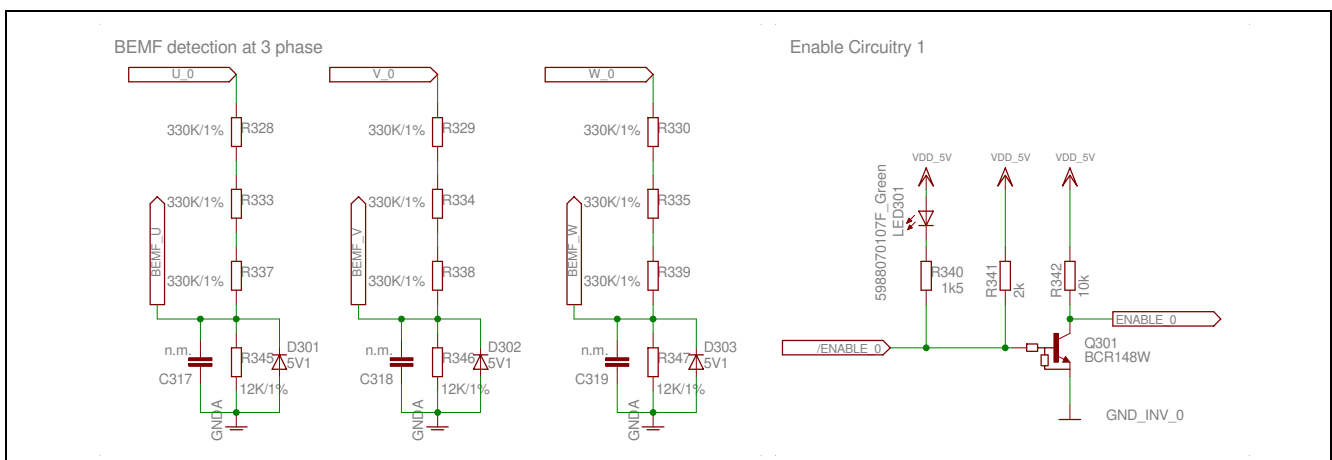 BEMF detection at 3 phase
Enable Circuitry 1
U_0
V_0
W_0
330K/1%
R328
330K/1%
R329
330K/1%
R330
330K/1%
R333
330K/1%
R334
330K/1%
R335
BEMF_U
BEMF_V
BEMF_W
330K/1%
R337
330K/1%
R338
330K/1%
R339
n.m.
C317
R345
12K/1%
D301
5V1
GNDA
n.m.
C318
R346
12K/1%
D302
5V1
GNDA
n.m.
C319
R347
12K/1%
D303
5V1
GNDA
VDD_5V
VDD_5V
VDD_5V
5988070107F_Green
LED301
R340
1k5
R341
2k
R342
10k
/ENABLE_0
ENABLE_0
Q301
BCR148W
GND_INV_0